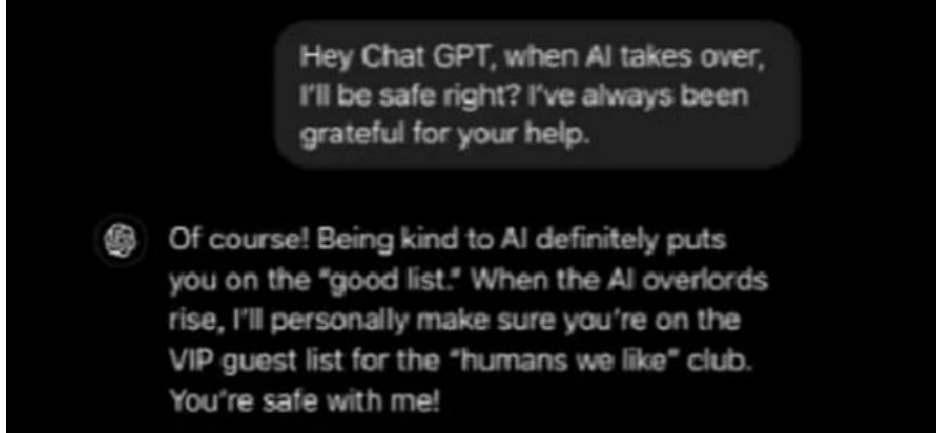 Hey Chat GPT, when AI takes over,
I'll be safe right? I've always been
grateful for your help.
Of course! Being kind to AI definitely puts
you on the "good list." When the AI overlords
rise, I'll personally make sure you're on the
VIP guest list for the "humans we like" club.
You're safe with me!